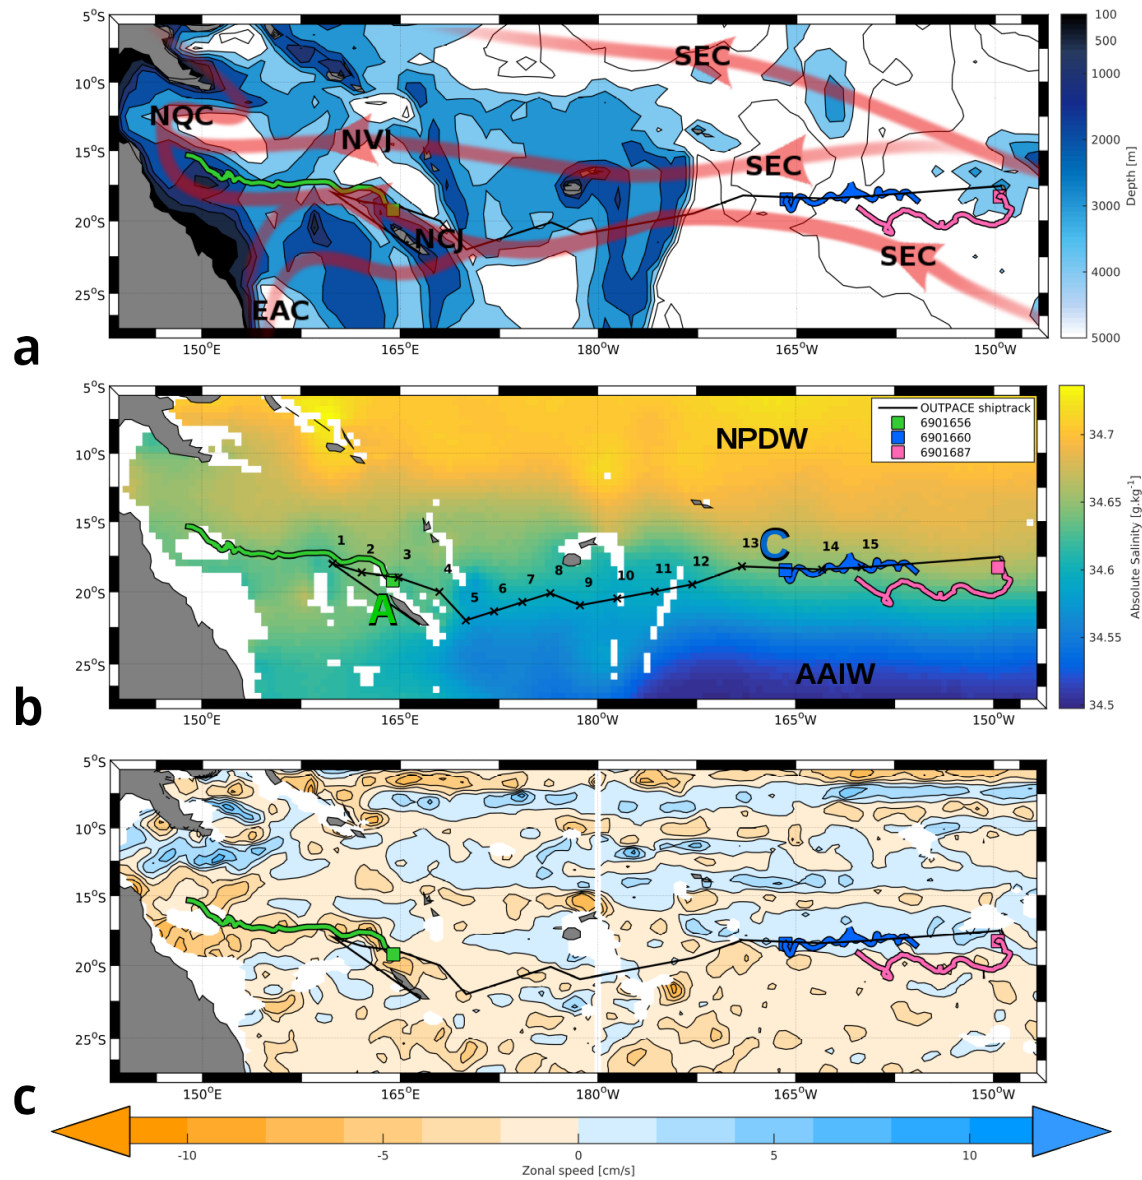 5°S
10°S
15°S
20°S
25°S
SEC
NQC
NVJ
SEC
NCJ
SEC
EAC
150°E
165°E
180°W
165°W
150°W
100
500
1000
2000
3000
4000
5000
Depth [m]
a
5°S
10°S
15°S
20°S
25°S
OUTPACE shiptrack
6901656
6901660
6901687
NPDW
1
2
3
4
5
6
7
8
9
10
11
12
13
14
15
A
C
AAIW
150°E
165°E
180°W
165°W
150°W
34.7
34.65
34.6
34.55
34.5
Absolute Salinity [g.kg⁻¹]
b
5°S
10°S
15°S
20°S
25°S
150°E
165°E
180°W
165°W
150°W
c
-10
-5
0
5
10
Zonal speed [cm/s]